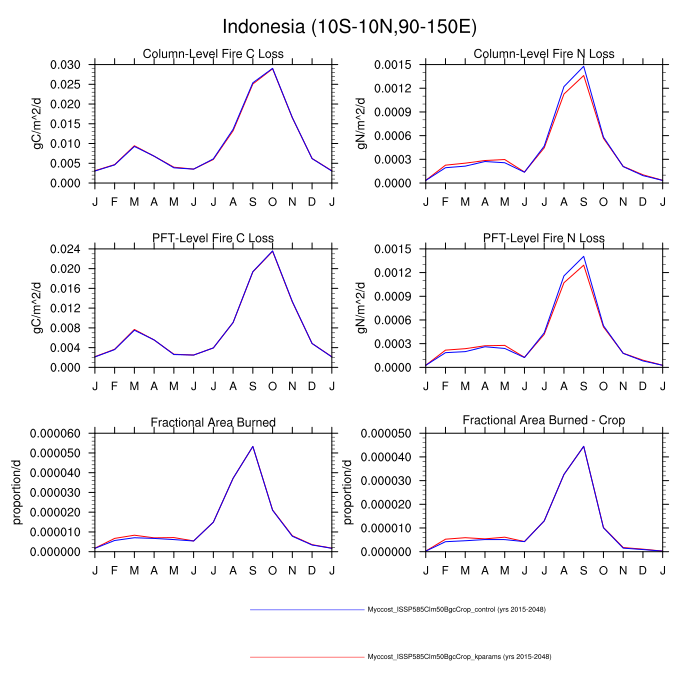 Indonesia (10S-10N,90-150E)
Column-Level Fire C Loss
gC/m^2/d
0.030
0.025
0.020
0.015
0.010
0.005
0.000
J F M A M J J A S O N D J
Column-Level Fire N Loss
gN/m^2/d
0.0015
0.0012
0.0009
0.0006
0.0003
0.0000
J F M A M J J A S O N D J
PFT-Level Fire C Loss
gC/m^2/d
0.024
0.020
0.016
0.012
0.008
0.004
0.000
J F M A M J J A S O N D J
PFT-Level Fire N Loss
gN/m^2/d
0.0015
0.0012
0.0009
0.0006
0.0003
0.0000
J F M A M J J A S O N D J
Fractional Area Burned
proportion/d
0.000060
0.000050
0.000040
0.000030
0.000020
0.000010
0.000000
J F M A M J J A S O N D J
Fractional Area Burned - Crop
proportion/d
0.000050
0.000040
0.000030
0.000020
0.000010
0.000000
J F M A M J J A S O N D J
Myccost_ISSP585Clm50BgcCrop_control (yrs 2015-2048)
Myccost_ISSP585Clm50BgcCrop_kparams (yrs 2015-2048)